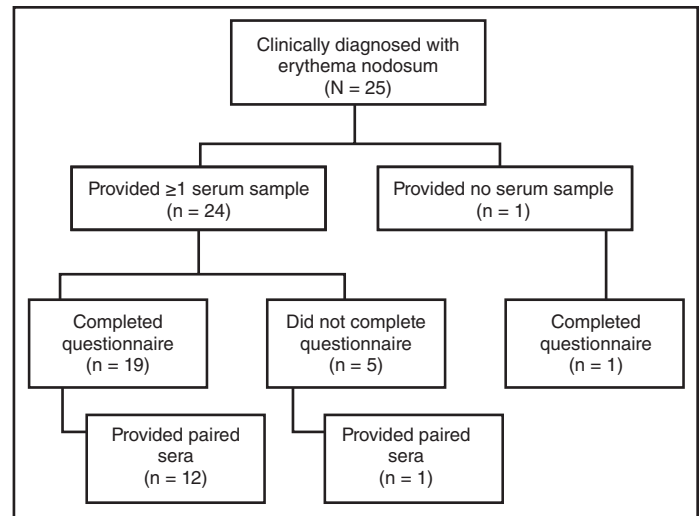 Clinically diagnosed with
erythema nodosum
(N = 25)
Provided ≥1 serum sample
(n = 24)
Provided no serum sample
(n = 1)
Completed
questionnaire
(n = 19)
Did not complete
questionnaire
(n = 5)
Completed
questionnaire
(n = 1)
Provided paired
sera
(n = 12)
Provided paired
sera
(n = 1)